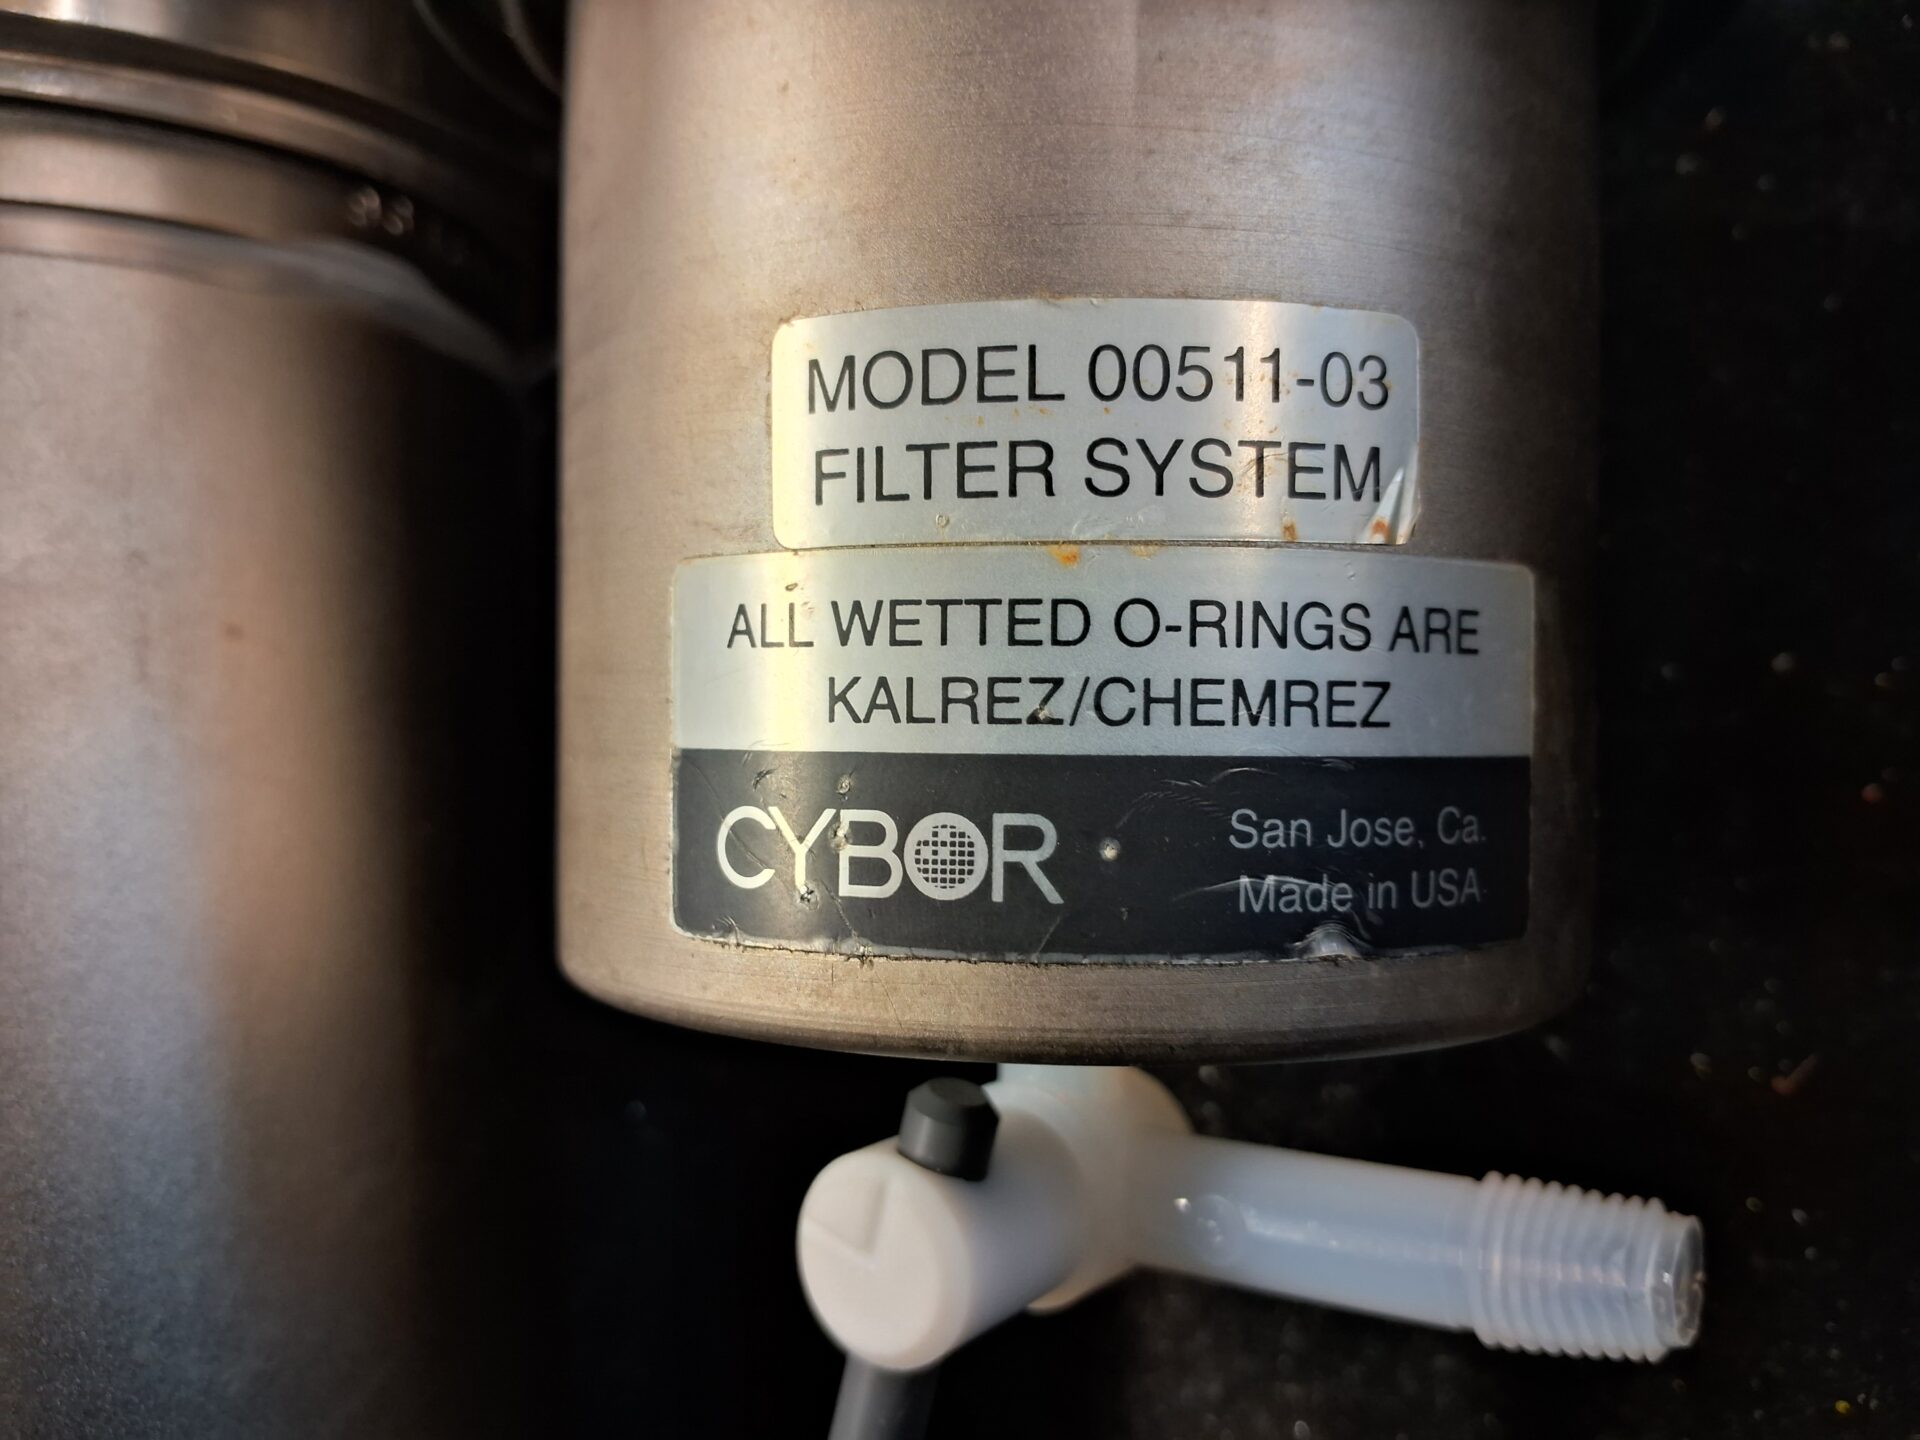 MODEL 00511-03
FILTER SYSTEM
ALL WETTED O-RINGS ARE
KALREZ/CHEMREZ
CYBOR
San Jose, Ca.
Made in USA